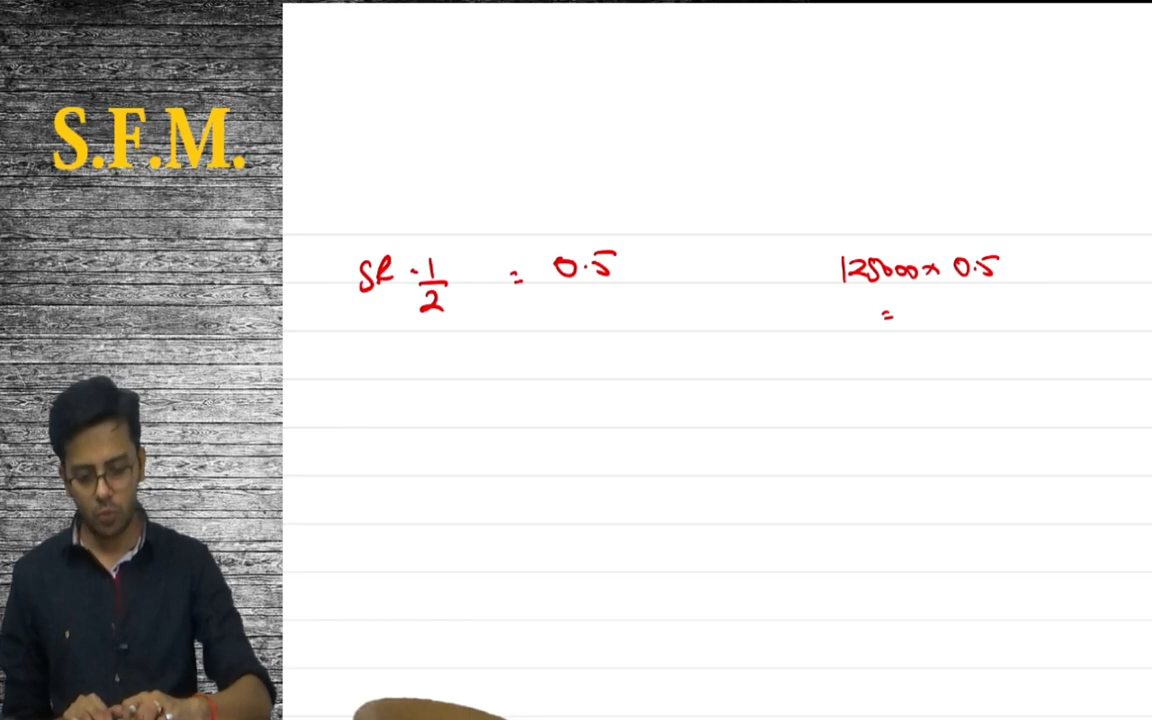 S.F.M.
SR = 1/2 = 0.5
125000 x 0.5
=